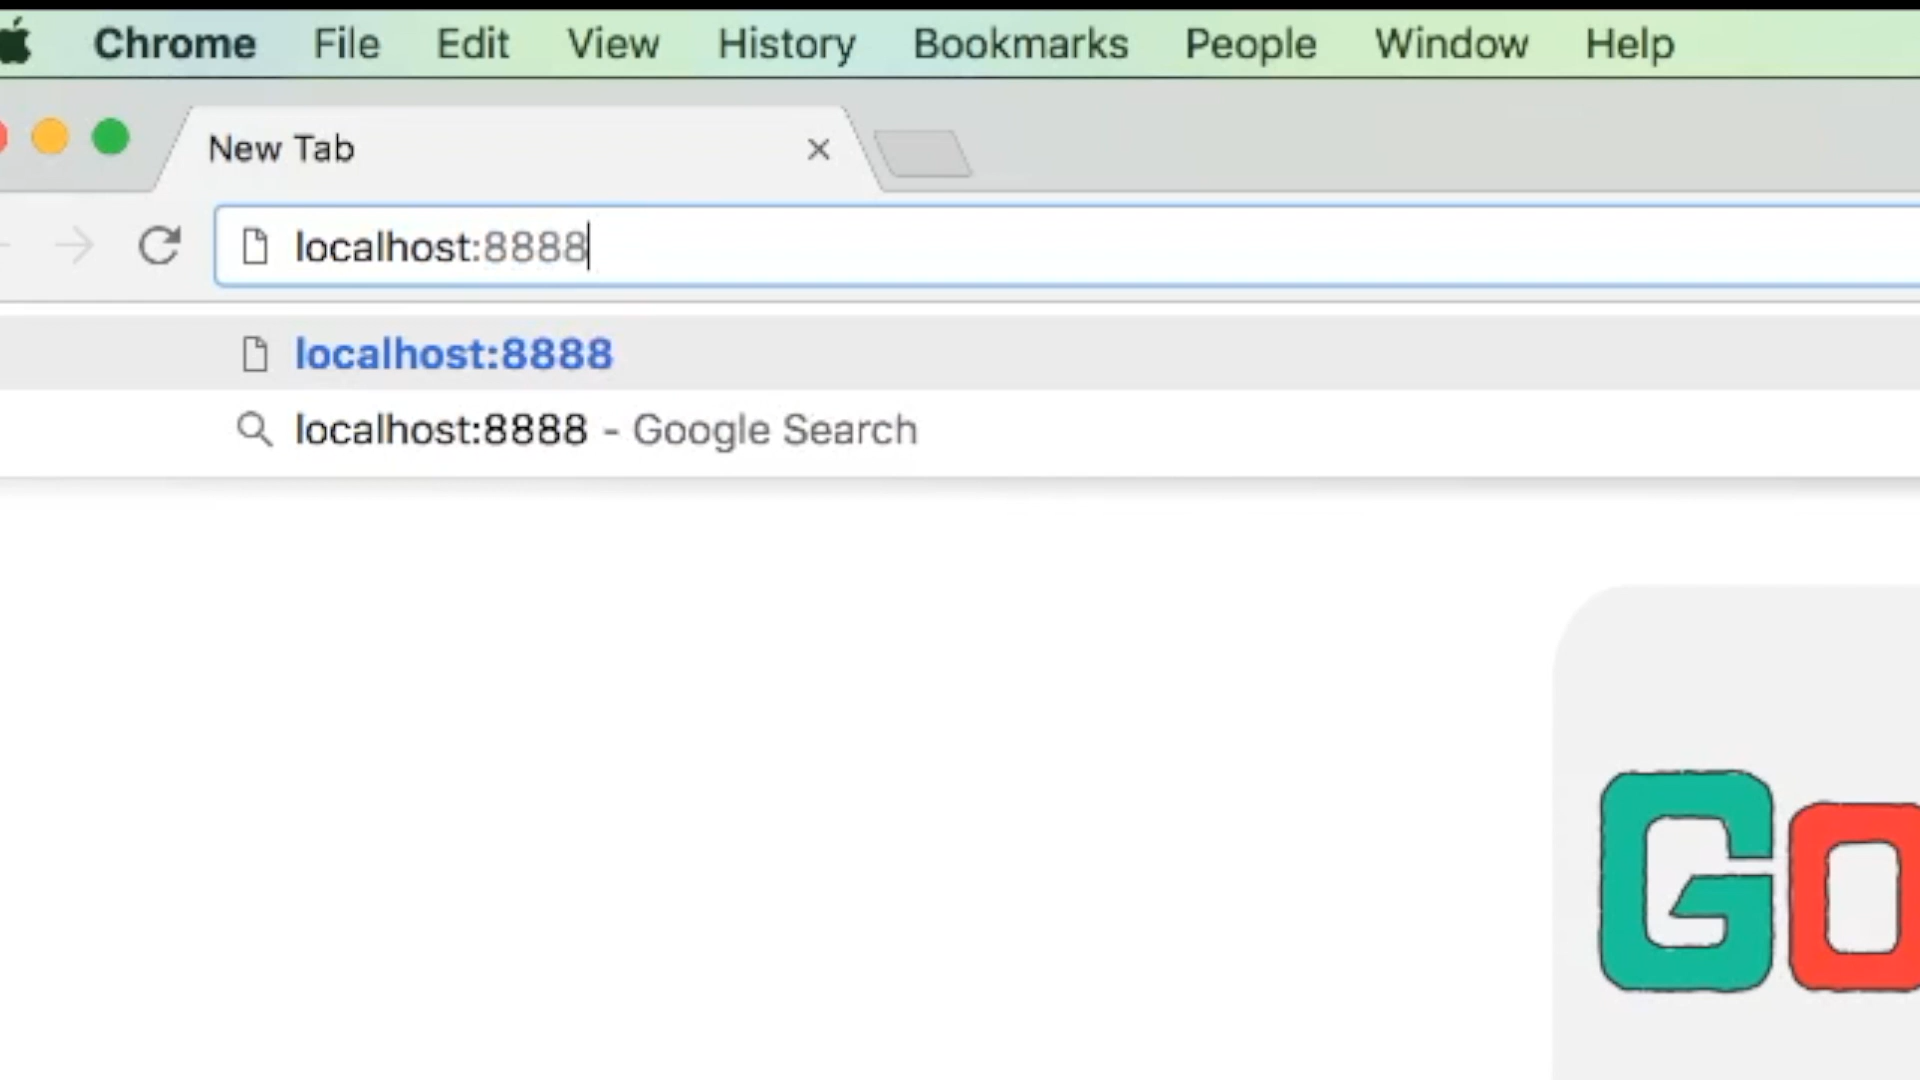 Chrome File Edit View History Bookmarks People Window Help
New Tab
localhost:8888
localhost:8888
localhost:8888 - Google Search
Go